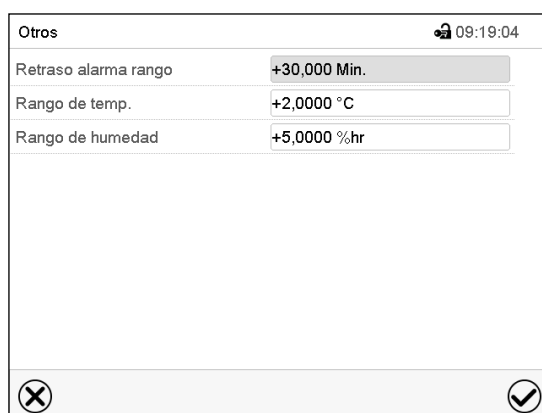 Otros 09:19:04
Retraso alarma rango +30,000 Min.
Rango de temp. +2,0000 °C
Rango de humedad +5,0000 %hr